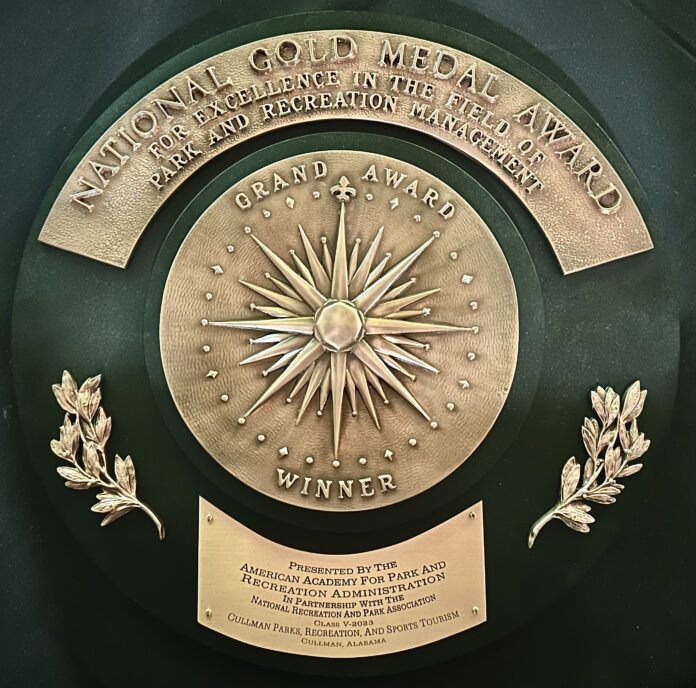 NATIONAL GOLD MEDAL AWARD
FOR EXCELLENCE IN THE FIELD OF
PARK AND RECREATION MANAGEMENT
GRAND AWARD
WINNER
PRESENTED BY THE
AMERICAN ACADEMY FOR PARK AND
RECREATION ADMINISTRATION
IN PARTNERSHIP WITH THE
NATIONAL RECREATION AND PARK ASSOCIATION
CLASS V-2023
CULLMAN PARKS, RECREATION, AND SPORTS TOURISM
CULLMAN, ALABAMA